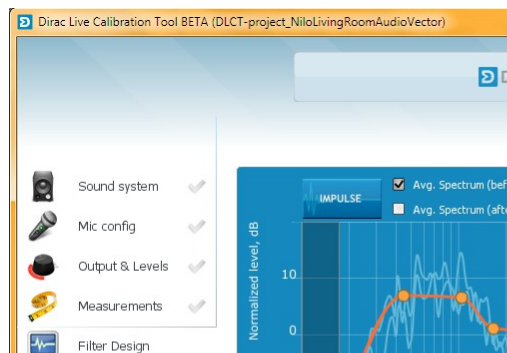 Dirac Live Calibration Tool BETA (DLCT-project_NiloLivingRoomAudioVector)
Sound system
Mic config
Output & Levels
Measurements
Filter Design
IMPULSE
Avg. Spectrum (bef
Avg. Spectrum (afte
Normalized level, dB
10
0